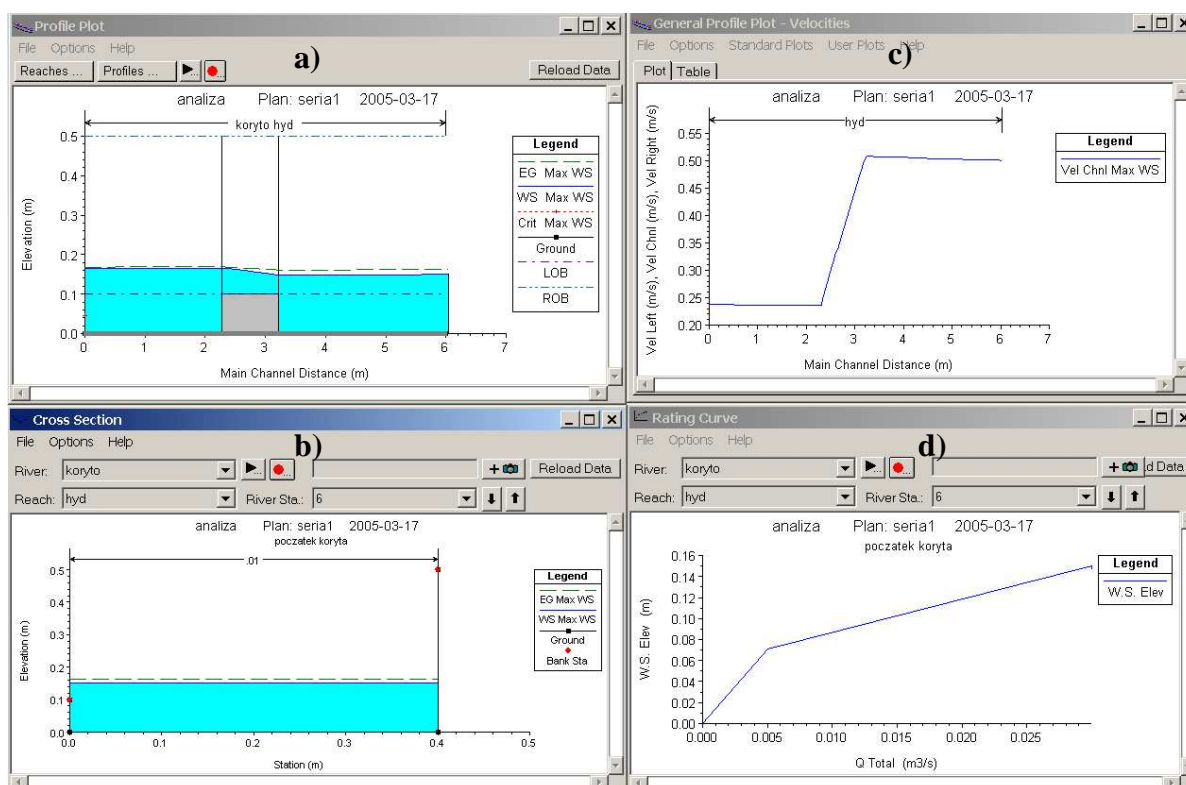 Profile Plot
File Options Help
a)
Reaches ... Profiles ... Reload Data
analiza Plan: seria1 2005-03-17
koryto hyd
Elevation (m)
0.5
0.4
0.3
0.2
0.1
0.0
0 1 2 3 4 5 6 7
Main Channel Distance (m)
Legend
EG Max WS
WS Max WS
Crit Max WS
Ground
LOB
ROB
General Profile Plot - Velocities
File Options Standard Plots User Plots Help
c)
Plot Table
analiza Plan: seria1 2005-03-17
hyd
Vel Left (m/s), Vel Chnl (m/s), Vel Right (m/s)
0.55
0.50
0.45
0.40
0.35
0.30
0.25
0.20
0 1 2 3 4 5 6 7
Main Channel Distance (m)
Legend
Vel Chnl Max WS
Cross Section
File Options Help
b)
River: koryto + Reload Data
Reach: hyd River Sta.: 6
analiza Plan: seria1 2005-03-17
poczatek koryta
.01
Elevation (m)
0.5
0.4
0.3
0.2
0.1
0.0
0.0 0.1 0.2 0.3 0.4 0.5
Station (m)
Legend
EG Max WS
WS Max WS
Ground
Bank Sta
Rating Curve
File Options Help
d)
River: koryto + d Data
Reach: hyd River Sta.: 6
analiza Plan: seria1 2005-03-17
poczatek koryta
W.S. Elev (m)
0.16
0.14
0.12
0.10
0.08
0.06
0.04
0.02
0.00
0.000 0.005 0.010 0.015 0.020 0.025
Q Total (m3/s)
Legend
W.S. Elev